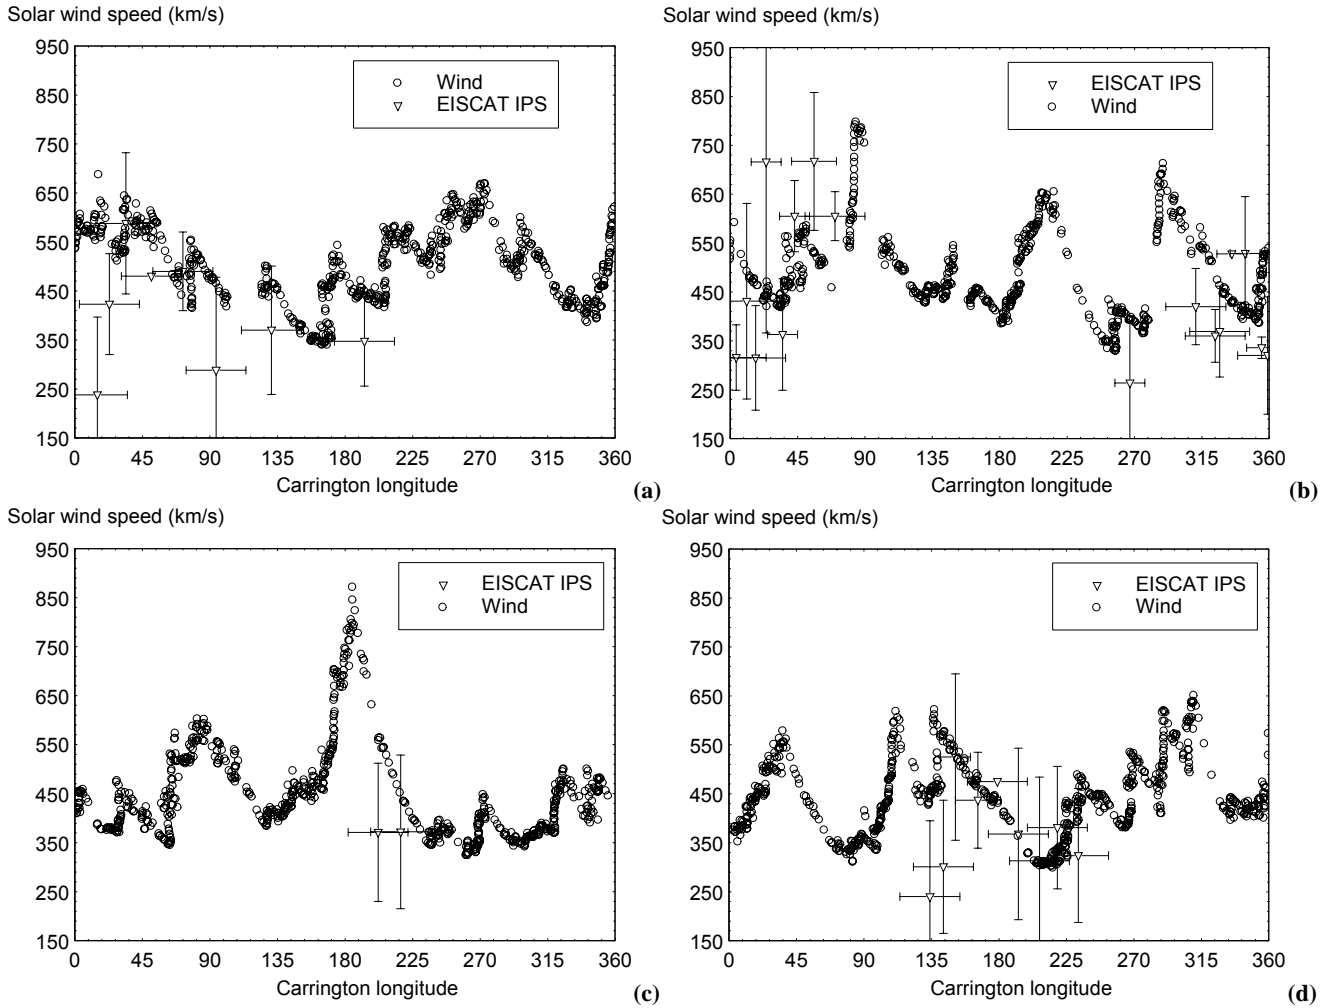 Solar wind speed (km/s)
950
850
750
650
550
450
350
250
150
Wind
EISCAT IPS
0 45 90 135 180 225 270 315 360
Carrington longitude
(a)
Solar wind speed (km/s)
950
850
750
650
550
450
350
250
150
EISCAT IPS
Wind
0 45 90 135 180 225 270 315 360
Carrington longitude
(b)
Solar wind speed (km/s)
950
850
750
650
550
450
350
250
150
EISCAT IPS
Wind
0 45 90 135 180 225 270 315 360
Carrington longitude
(c)
Solar wind speed (km/s)
950
850
750
650
550
450
350
250
150
EISCAT IPS
Wind
0 45 90 135 180 225 270 315 360
Carrington longitude
(d)